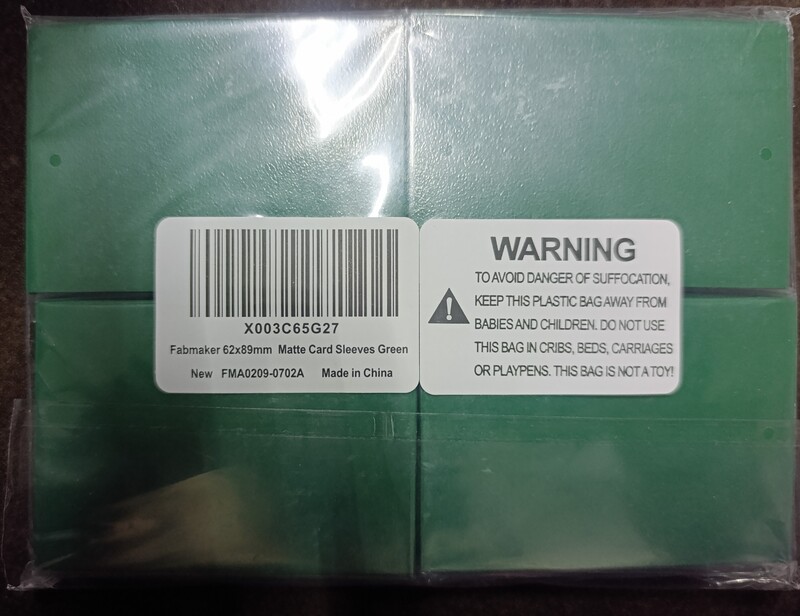 X003C65G27
Fabmaker 62x89mm Matte Card Sleeves Green
New FMA0209-0702A Made in China
WARNING
TO AVOID DANGER OF SUFFOCATION,
KEEP THIS PLASTIC BAG AWAY FROM
BABIES AND CHILDREN. DO NOT USE
THIS BAG IN CRIBS, BEDS, CARRIAGES
OR PLAYPENS. THIS BAG IS NOT A TOY!